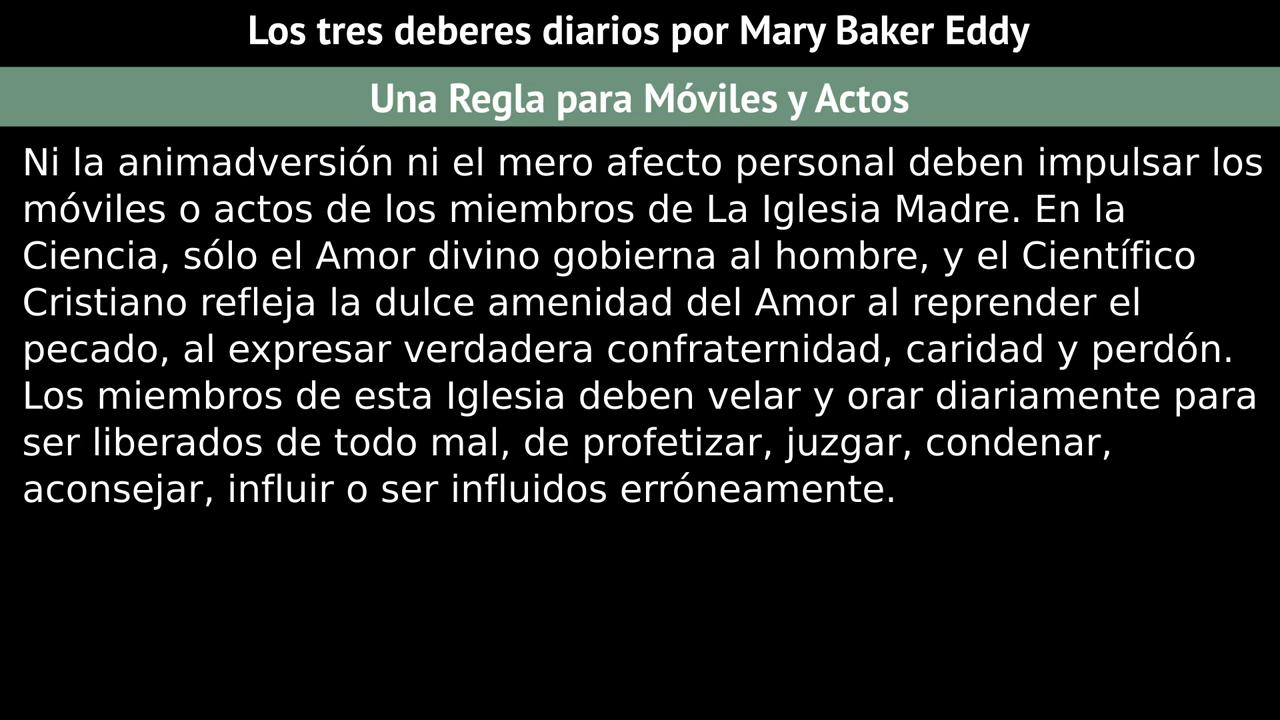 Los tres deberes diarios por Mary Baker Eddy
Una Regla para Móviles y Actos
Ni la animadversión ni el mero afecto personal deben impulsar los
móviles o actos de los miembros de La Iglesia Madre. En la
Ciencia, sólo el Amor divino gobierna al hombre, y el Científico
Cristiano refleja la dulce amenidad del Amor al reprender el
pecado, al expresar verdadera confraternidad, caridad y perdón.
Los miembros de esta Iglesia deben velar y orar diariamente para
ser liberados de todo mal, de profetizar, juzgar, condenar,
aconsejar, influir o ser influidos erróneamente.